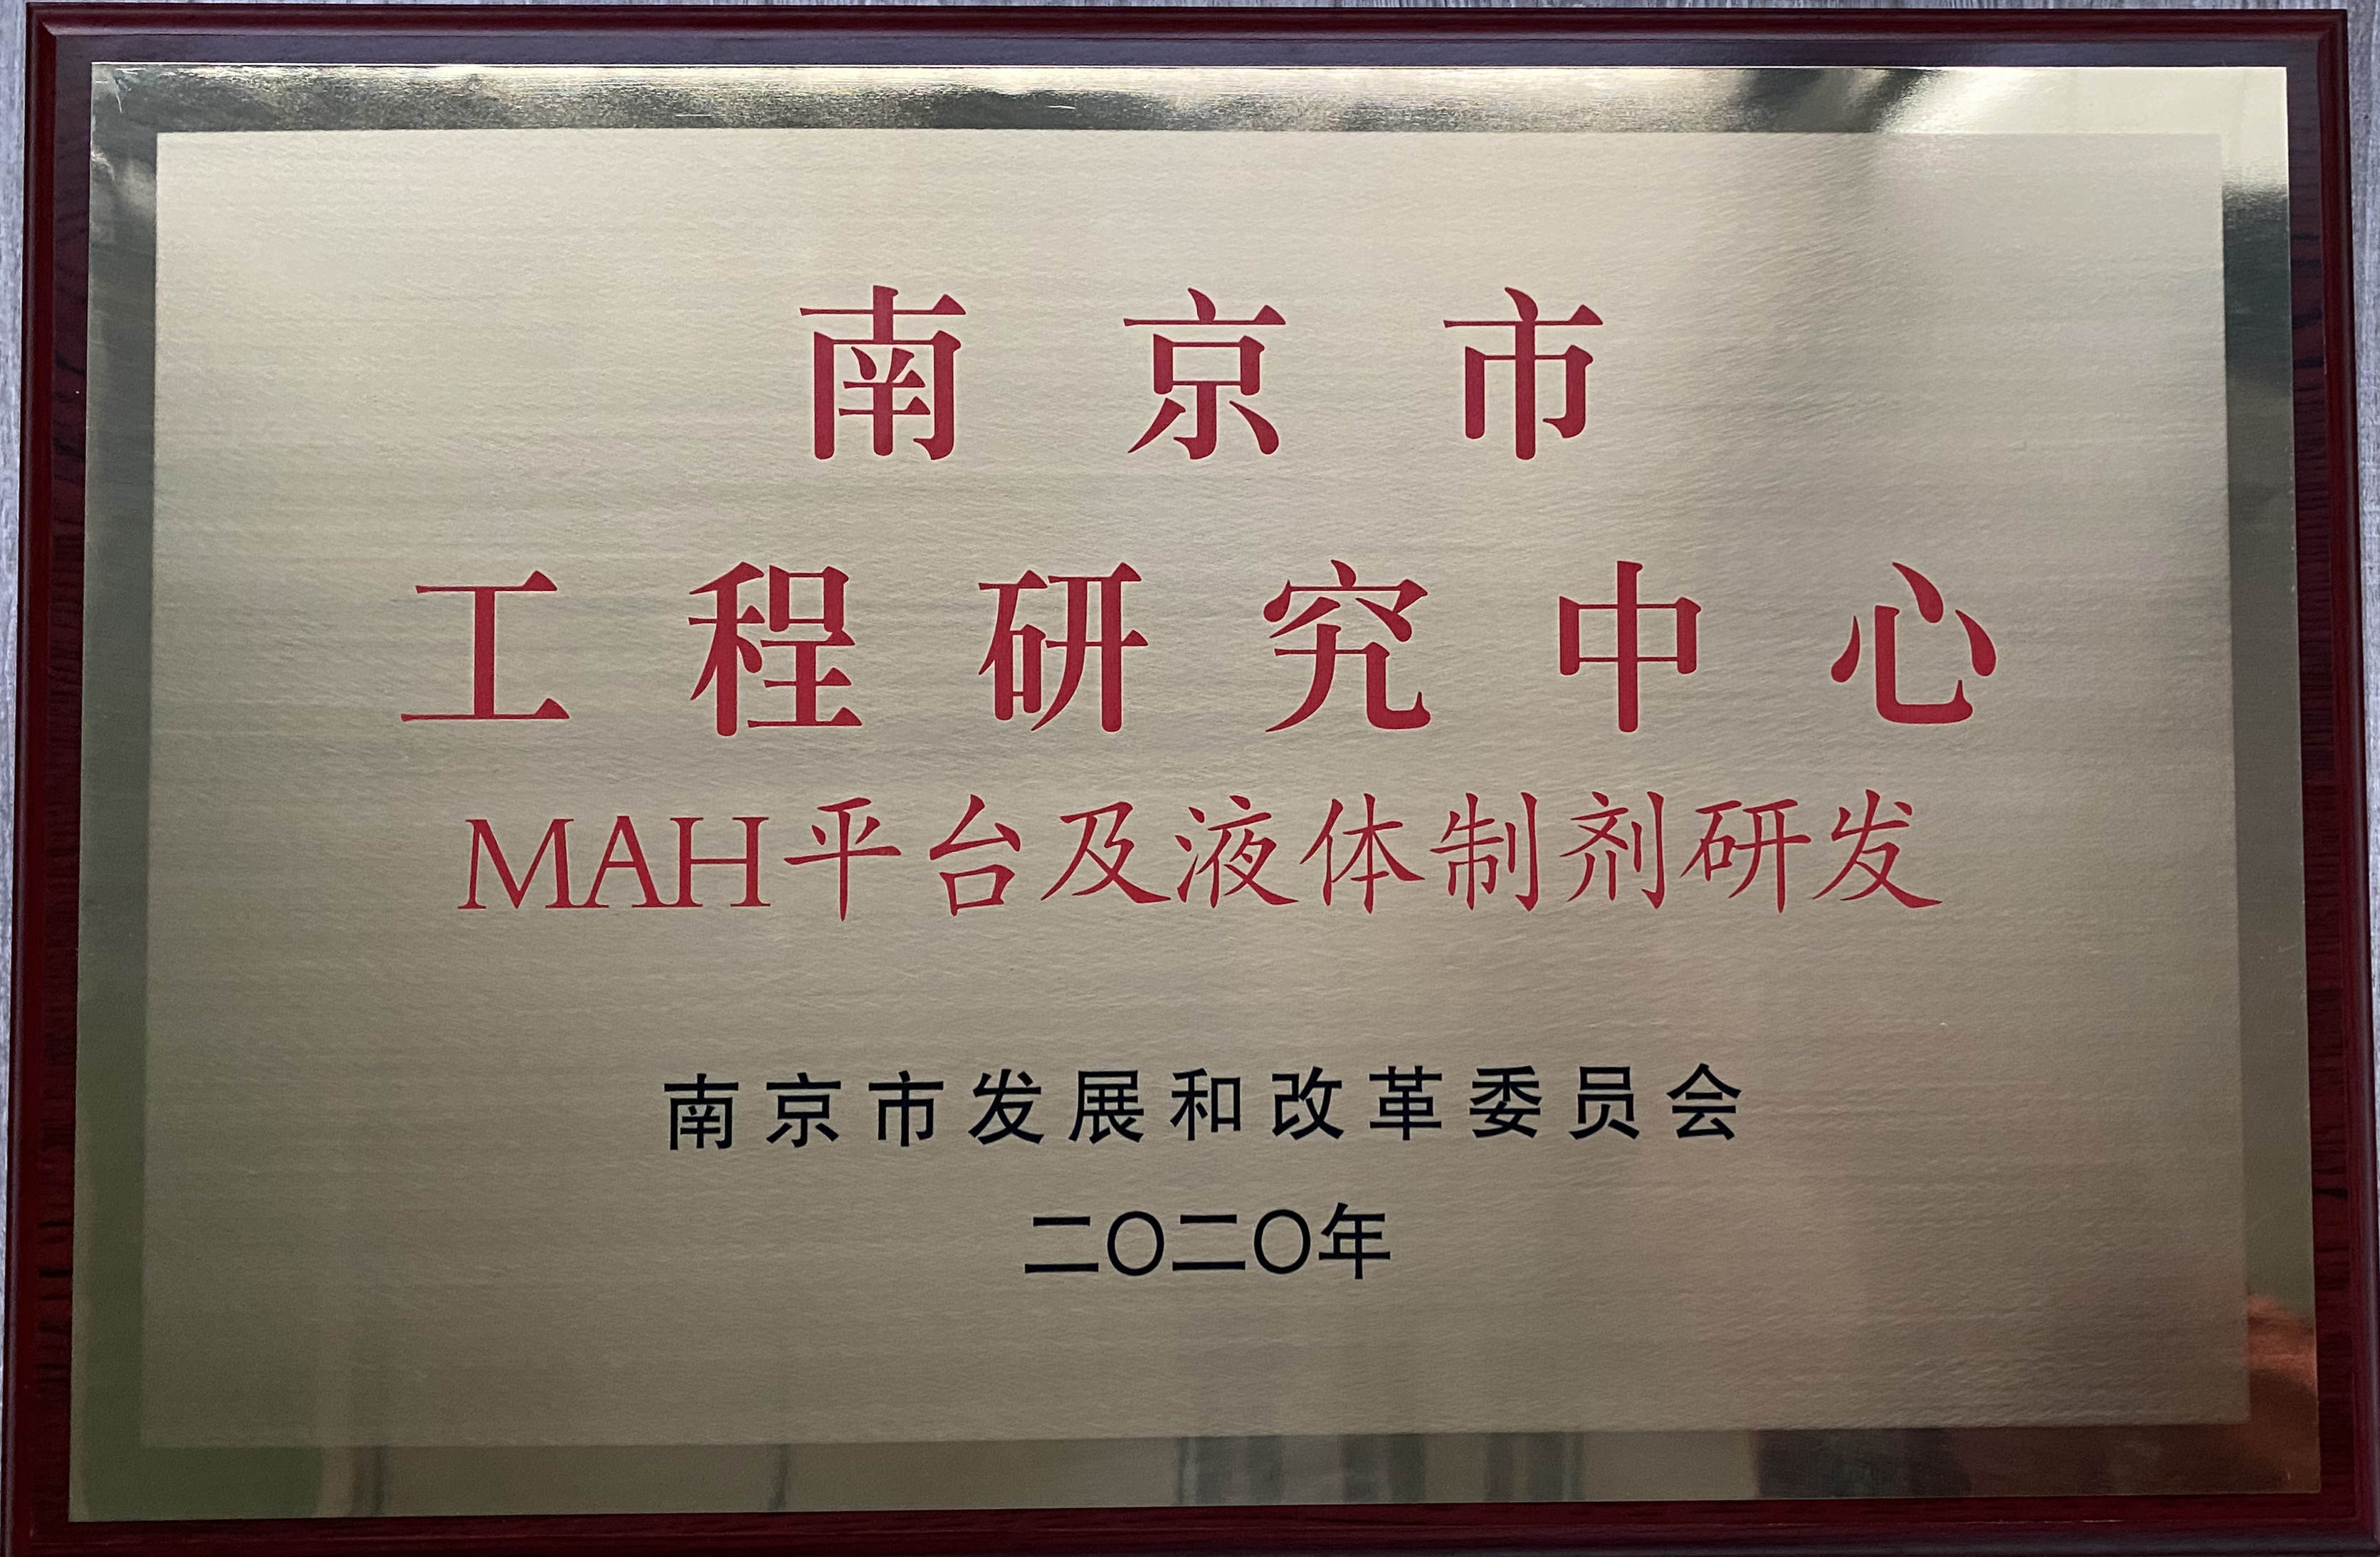 南京市
工程研究中心
MAH平台及液体制剂研发
南京市发展和改革委员会
二〇二〇年